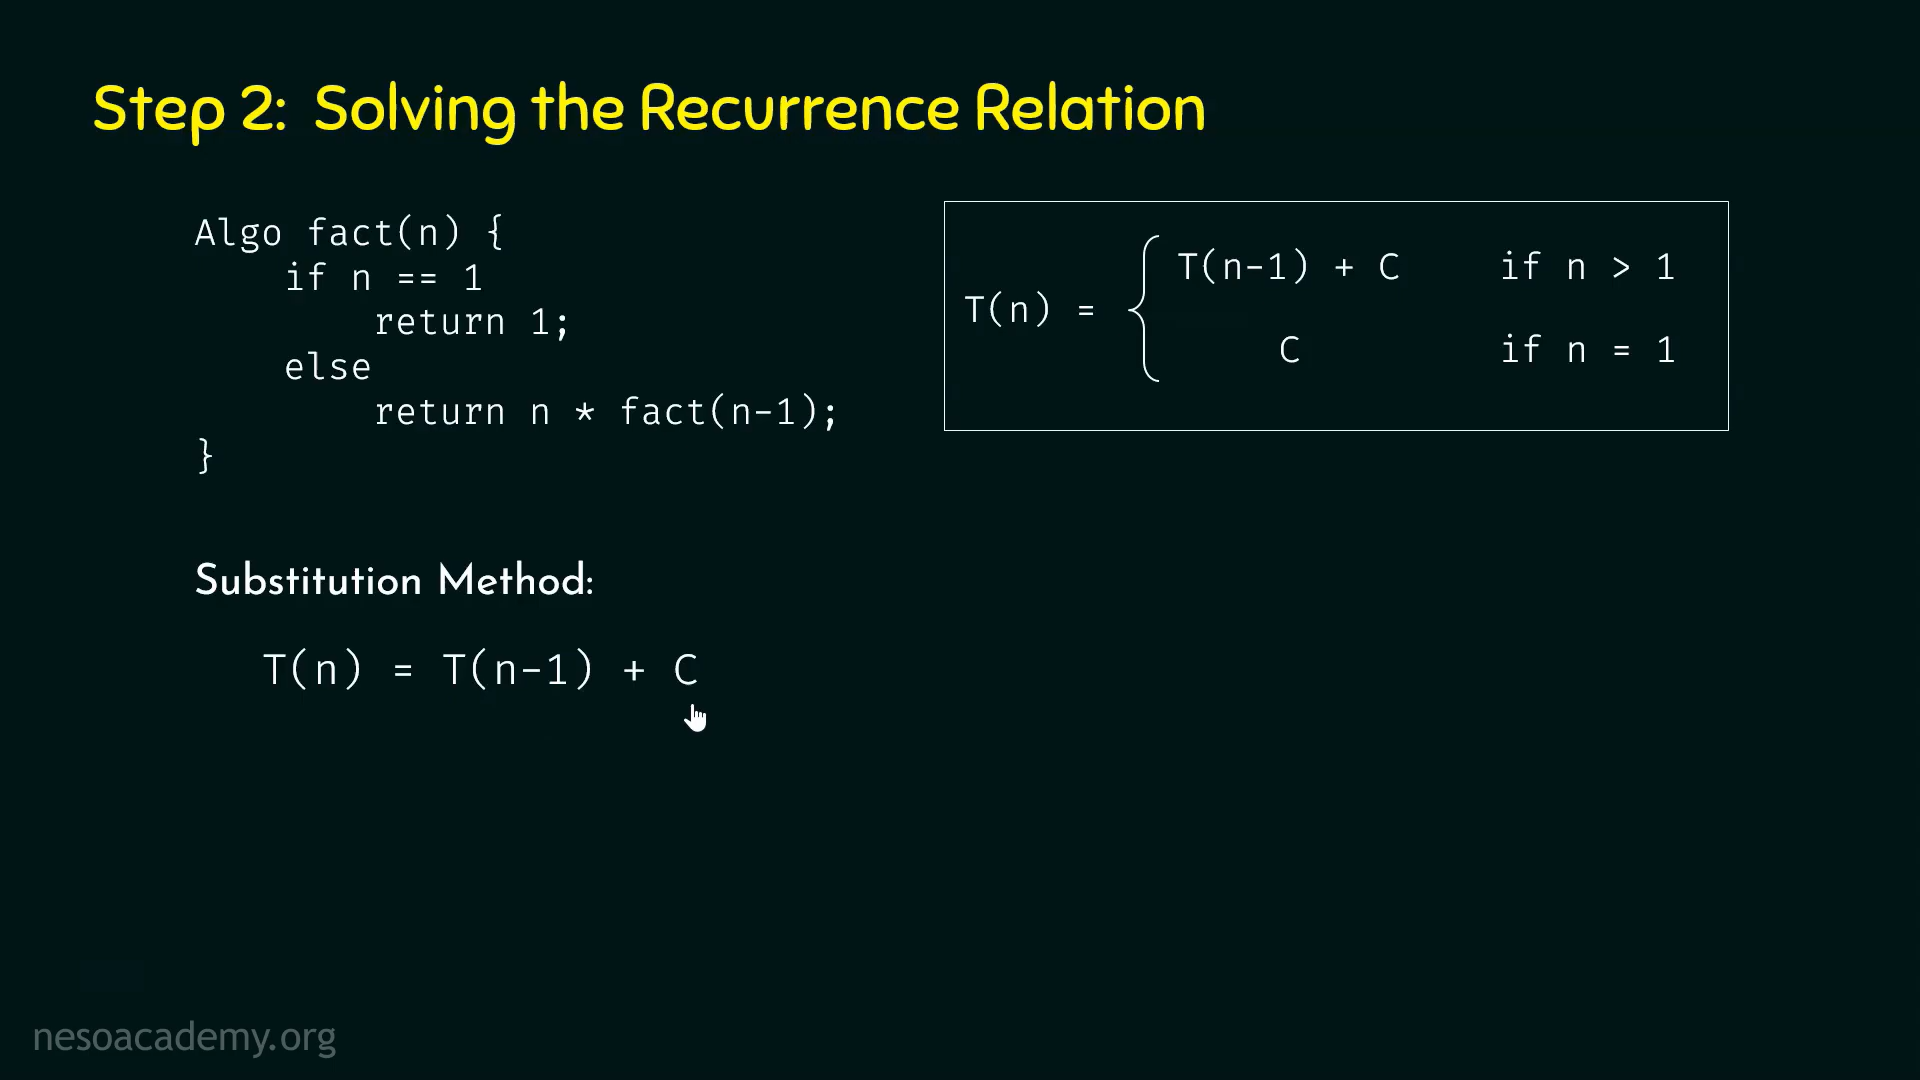 Step 2: Solving the Recurrence Relation
Algo fact(n) {
if n == 1
return 1;
else
return n * fact(n-1);
}
T(n) =
T(n-1) + C if n > 1
C if n = 1
Substitution Method:
T(n) = T(n-1) + C
nesoacademy.org